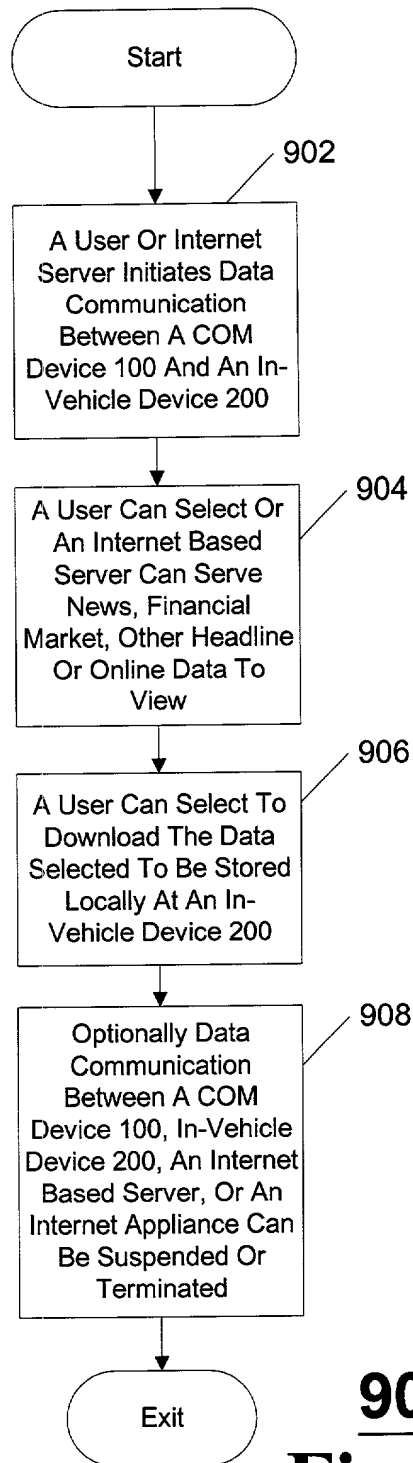 Start
902
A User Or Internet
Server Initiates Data
Communication
Between A COM
Device 100 And An In-
Vehicle Device 200
904
A User Can Select Or
An Internet Based
Server Can Serve
News, Financial
Market, Other Headline
Or Online Data To
View
906
A User Can Select To
Download The Data
Selected To Be Stored
Locally At An In-
Vehicle Device 200
908
Optionally Data
Communication
Between A COM
Device 100, In-Vehicle
Device 200, An Internet
Based Server, Or An
Internet Appliance Can
Be Suspended Or
Terminated
Exit